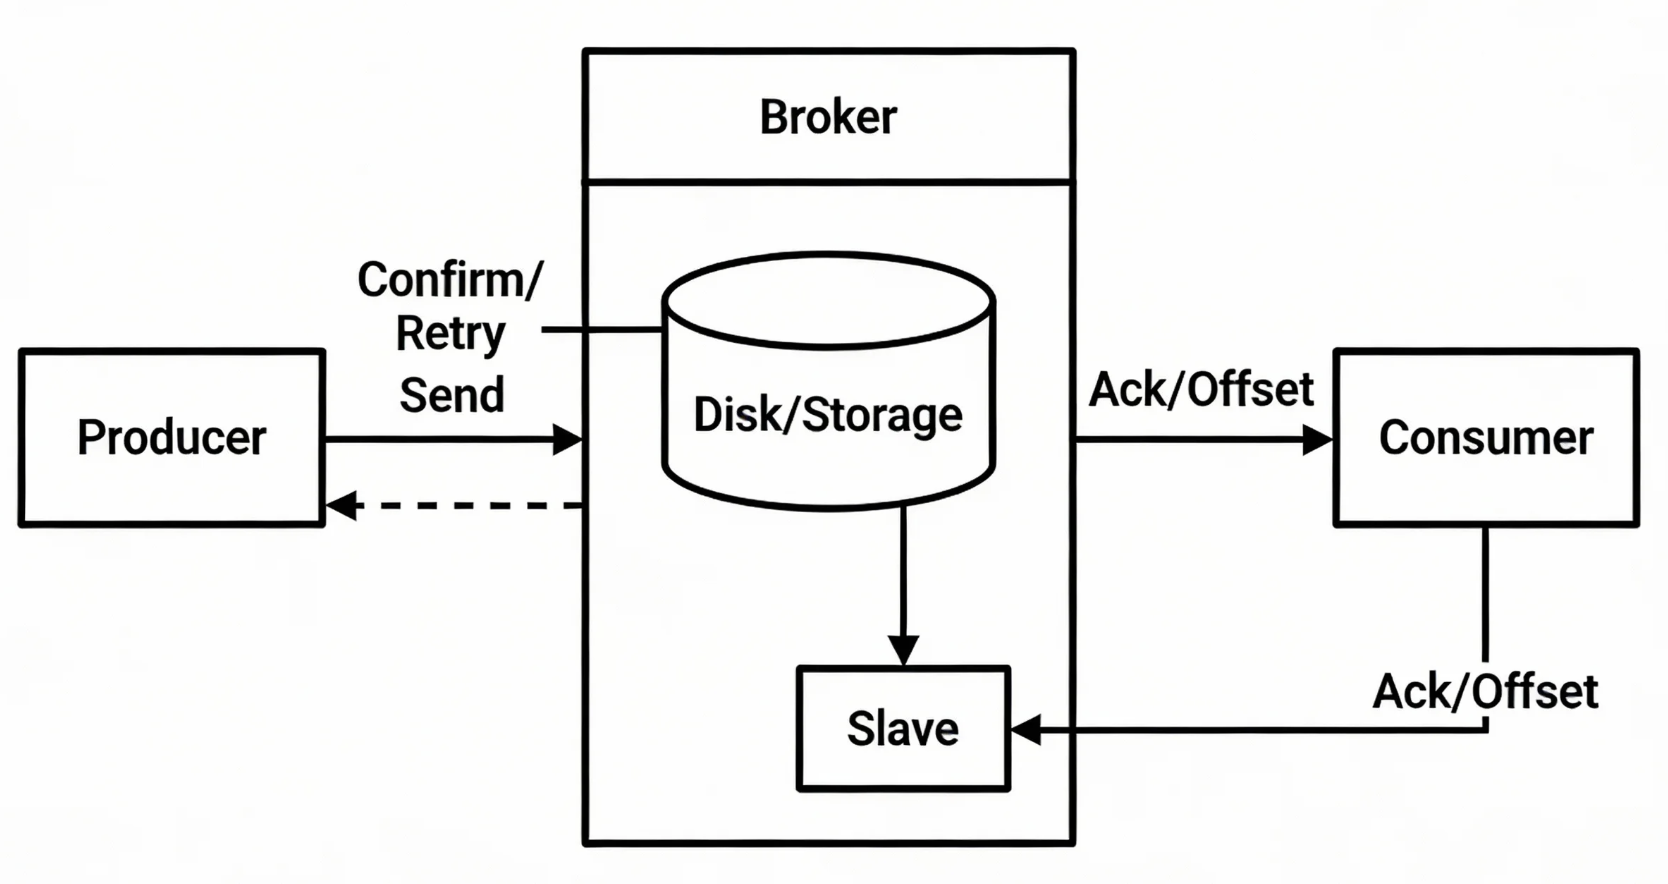 Broker
Confirm/
Retry
Send
Producer
Disk/Storage
Ack/Offset
Consumer
Slave
Ack/Offset